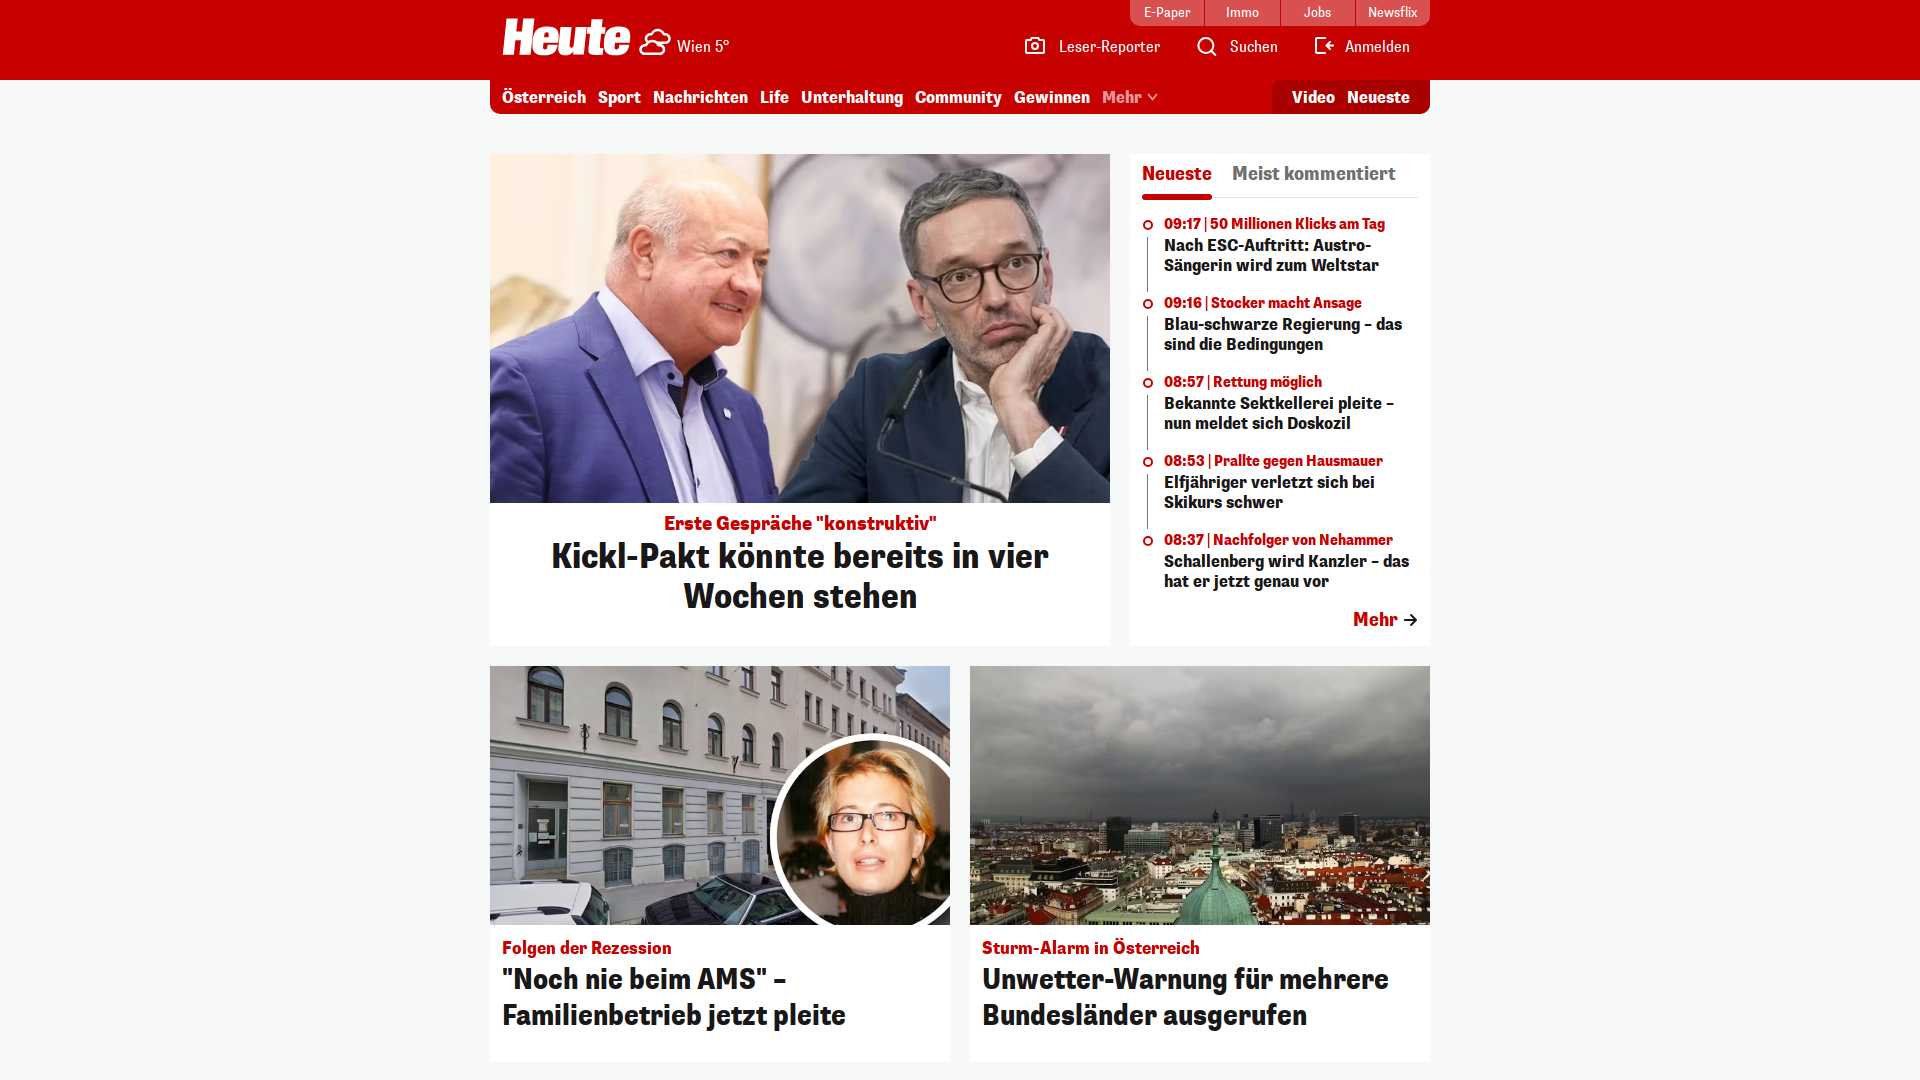 E-Paper
Immo
Jobs
Newsflix
Heute
Wien 5°
Leser-Reporter
Suchen
Anmelden
Österreich
Sport
Nachrichten
Life
Unterhaltung
Community
Gewinnen
Mehr
Video
Neueste
Erste Gespräche "konstruktiv"
Kickl-Pakt könnte bereits in vier
Wochen stehen
Neueste
Meist kommentiert
09:17 | 50 Millionen Klicks am Tag
Nach ESC-Auftritt: Austro-
Sängerin wird zum Weltstar
09:16 | Stocker macht Ansage
Blau-schwarze Regierung – das
sind die Bedingungen
08:57 | Rettung möglich
Bekannte Sektkellerei pleite –
nun meldet sich Doskozil
08:53 | Prallte gegen Hausmauer
Elfjähriger verletzt sich bei
Skikurs schwer
08:37 | Nachfolger von Nehammer
Schallenberg wird Kanzler – das
hat er jetzt genau vor
Mehr
Folgen der Rezession
"Noch nie beim AMS" –
Familienbetrieb jetzt pleite
Sturm-Alarm in Österreich
Unwetter-Warnung für mehrere
Bundesländer ausgerufen